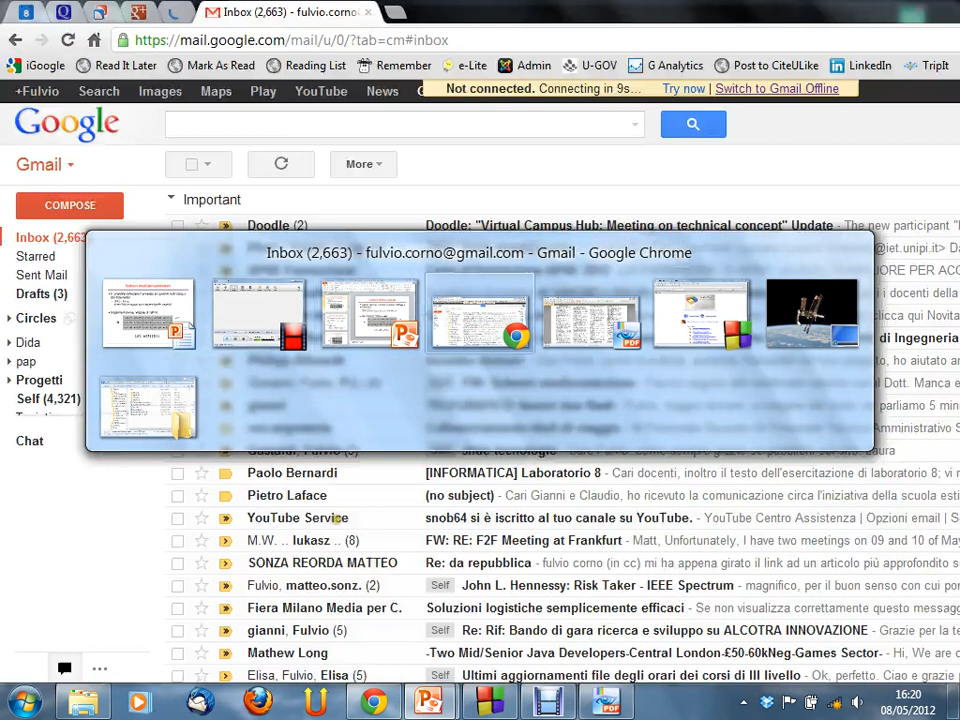 Inbox (2,663) - fulvio.corno
https://mail.google.com/mail/u/0/?tab=cm#inbox
iGoogle Read It Later Mark As Read Reading List Remember e-Lite Admin U-GOV G Analytics Post to CiteULike LinkedIn TripIt
+Fulvio Search Images Maps Play YouTube News
Not connected. Connecting in 9s... Try now | Switch to Gmail Offline
Google
Gmail
More
Important
COMPOSE
Doodle (2) Doodle: "Virtual Campus Hub: Meeting on technical concept" Update - The new participant "
Inbox (2,663)
Inbox (2,663) - fulvio.corno@gmail.com - Gmail - Google Chrome
Starred
Sent Mail
Drafts (3)
Circles
Dida
pap
Progetti
Self (4,321)
Chat
Paolo Bernardi [INFORMATICA] Laboratorio 8 - Cari docenti, inoltro il testo dell'esercitazione di laboratorio 8; vi
Pietro Laface (no subject) - Cari Gianni e Claudio, ho ricevuto la comunicazione circa l'iniziativa della scuola esti
YouTube Service snob64 si è iscritto al tuo canale su YouTube. - YouTube Centro Assistenza | Opzioni email | S
M.W. .. lukasz .. (8) FW: RE: F2F Meeting at Frankfurt - Matt, Unfortunately, I have two meetings on 09 and 10 of May
SONZA REORDA MATTEO Re: da repubblica - fulvio corno (in cc) mi ha appena girato il link ad un articolo più approfondito s
Fulvio, matteo.sonz. (2) Self John L. Hennessy: Risk Taker - IEEE Spectrum - magnifico, per il buon senso con cui po
Fiera Milano Media per C. Soluzioni logistiche semplicemente efficaci - Se non visualizza correttamente questo messagg
gianni, Fulvio (5) Self Re: Rif: Bando di gara ricerca e sviluppo su ALCOTRA INNOVAZIONE - Grazie per la te
Mathew Long -Two Mid/Senior Java Developers-Central London-£50-60kNeg-Games Sector- - Hi, We are c
Elisa, Fulvio, Elisa (5) Self Ultimi aggiornamenti file degli orari dei corsi di III livello - Ok, perfetto. Ciao e grazie
16:20
08/05/2012